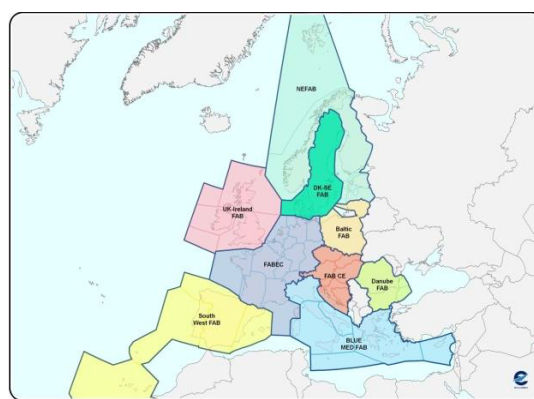 NEFAB
DK-SE
FAB
UK-Ireland
FAB
Baltic
FAB
FABEC
FAB CE
Danube
FAB
South
West FAB
BLUE
MED FAB